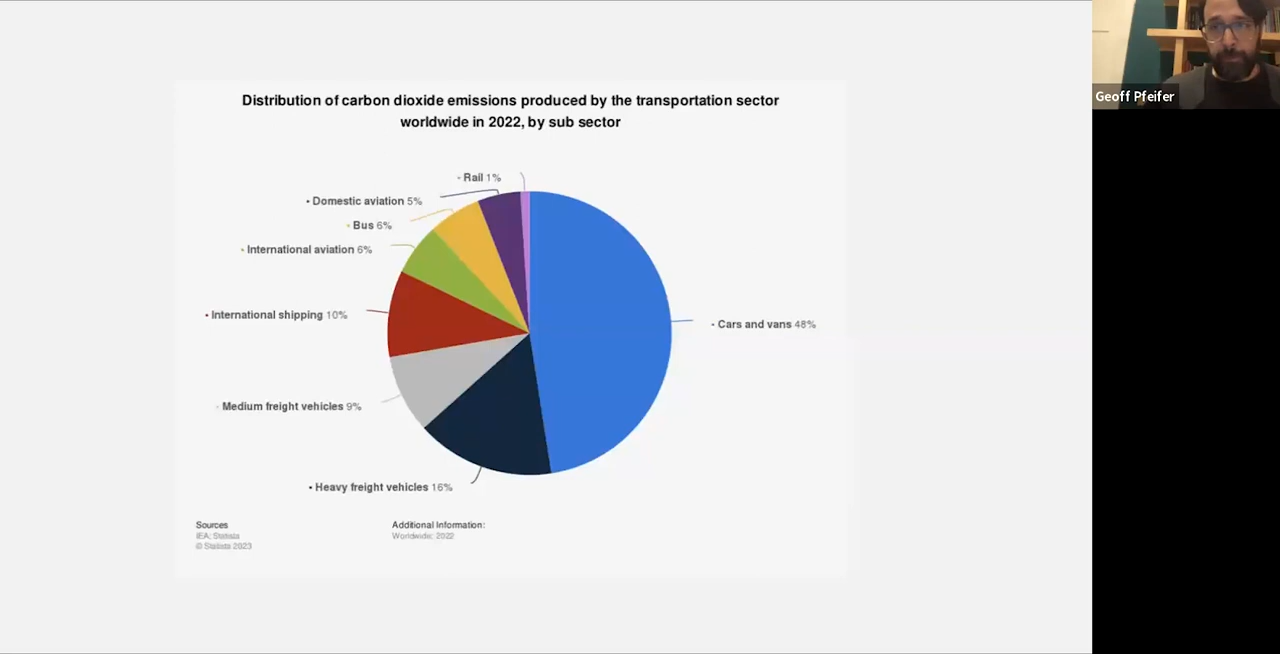 Distribution of carbon dioxide emissions produced by the transportation sector
worldwide in 2022, by sub sector
Rail 1%
Domestic aviation 5%
Bus 6%
International aviation 6%
International shipping 10%
Cars and vans 48%
Medium freight vehicles 9%
Heavy freight vehicles 16%
Sources
IEA; Statista
© Statista 2023
Additional Information:
Worldwide; 2022
Geoff Pfeifer